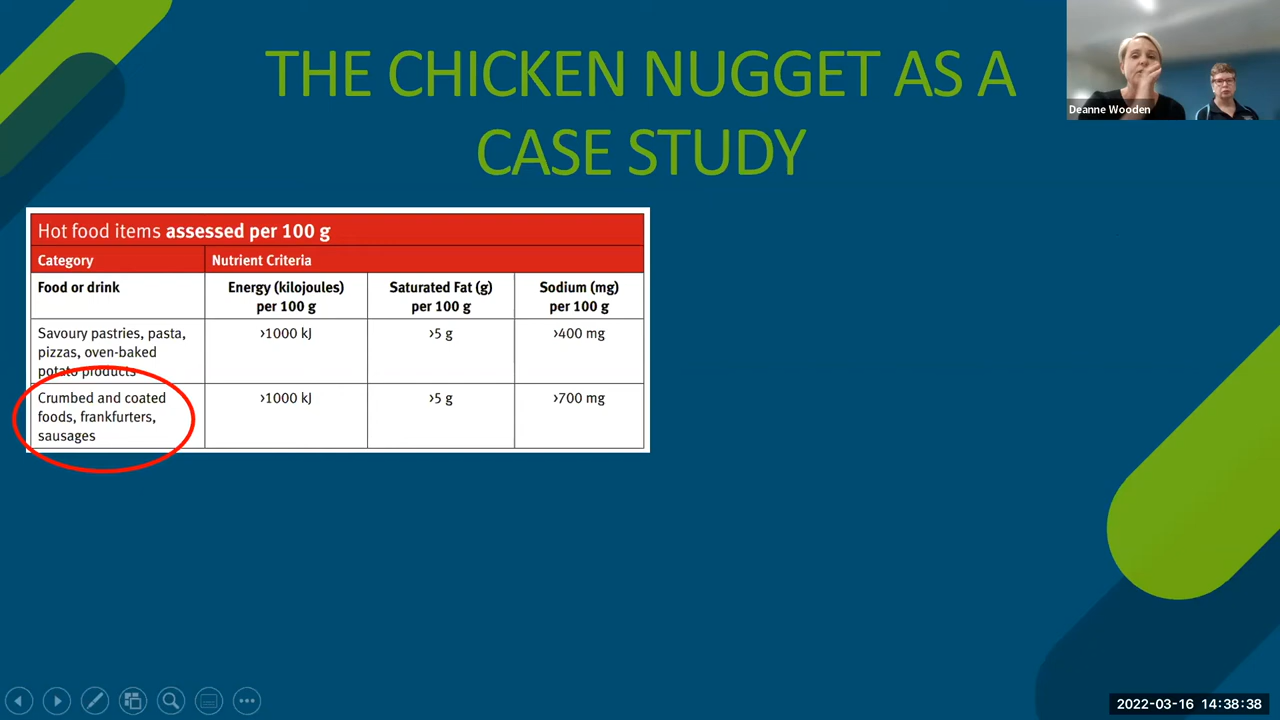 THE CHICKEN NUGGET AS A
CASE STUDY
Deanne Wooden
Hot food items assessed per 100 g
Category Nutrient Criteria
Food or drink
Energy (kilojoules)
per 100 g
Saturated Fat (g)
per 100 g
Sodium (mg)
per 100 g
Savoury pastries, pasta,
pizzas, oven-baked
potato products
>1000 kJ
>5 g
>400 mg
Crumbed and coated
foods, frankfurters,
sausages
>1000 kJ
>5 g
>700 mg
2022-03-16 14:38:38